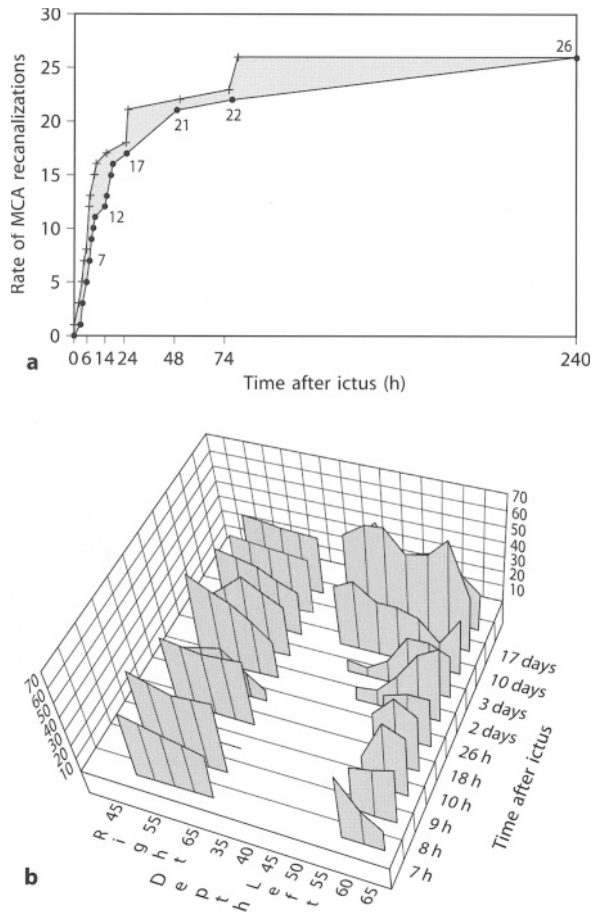 30
25
20
15
10
5
0
Rate of MCA recanalizations
7
12
17
21
22
26
0 6 14 24 48 74 240
Time after ictus (h)
a
70
60
50
40
30
20
10
70
60
50
40
30
20
10
17 days
10 days
3 days
2 days
26 h
18 h
10 h
9 h
8 h
7 h
Time after ictus
45 55 65 35 40 45 50 55 60 65
Right Left
Depth
b